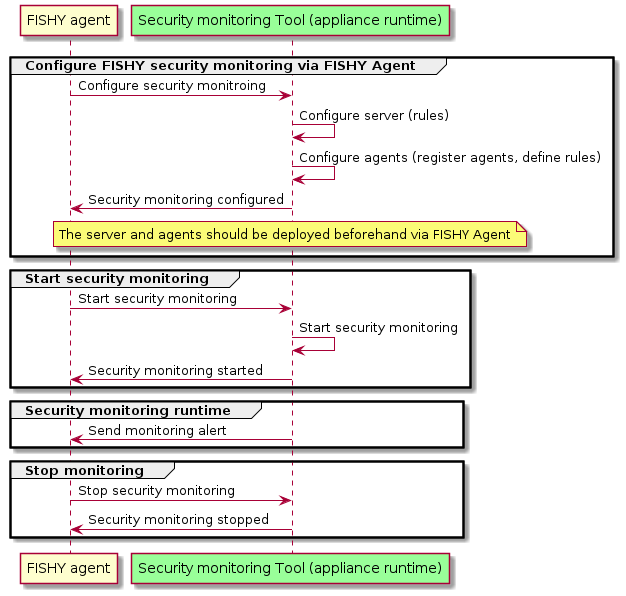 FISHY agent
Security monitoring Tool (appliance runtime)
Configure FISHY security monitoring via FISHY Agent
Configure security monitroing
Configure server (rules)
Configure agents (register agents, define rules)
Security monitoring configured
The server and agents should be deployed beforehand via FISHY Agent
Start security monitoring
Start security monitoring
Start security monitoring
Security monitoring started
Security monitoring runtime
Send monitoring alert
Stop monitoring
Stop security monitoring
Security monitoring stopped
FISHY agent
Security monitoring Tool (appliance runtime)